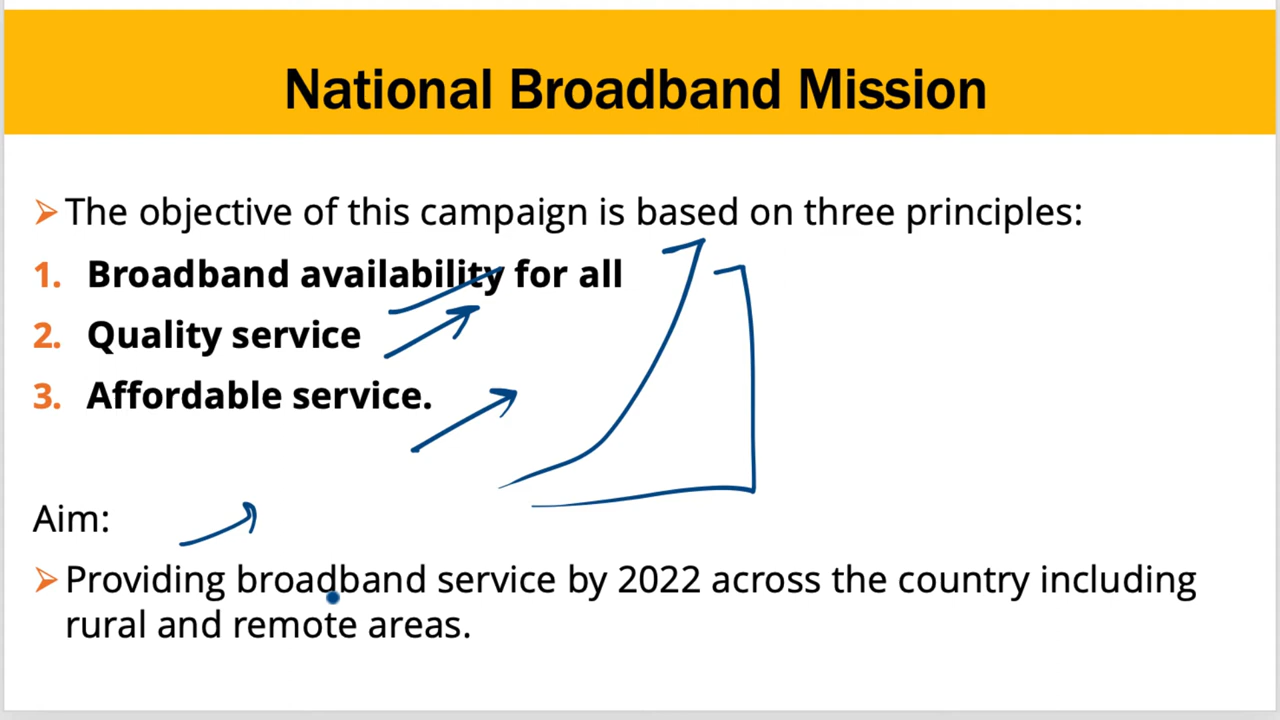 National Broadband Mission
The objective of this campaign is based on three principles:
1. Broadband availability for all
2. Quality service
3. Affordable service.
Aim:
Providing broadband service by 2022 across the country including
rural and remote areas.